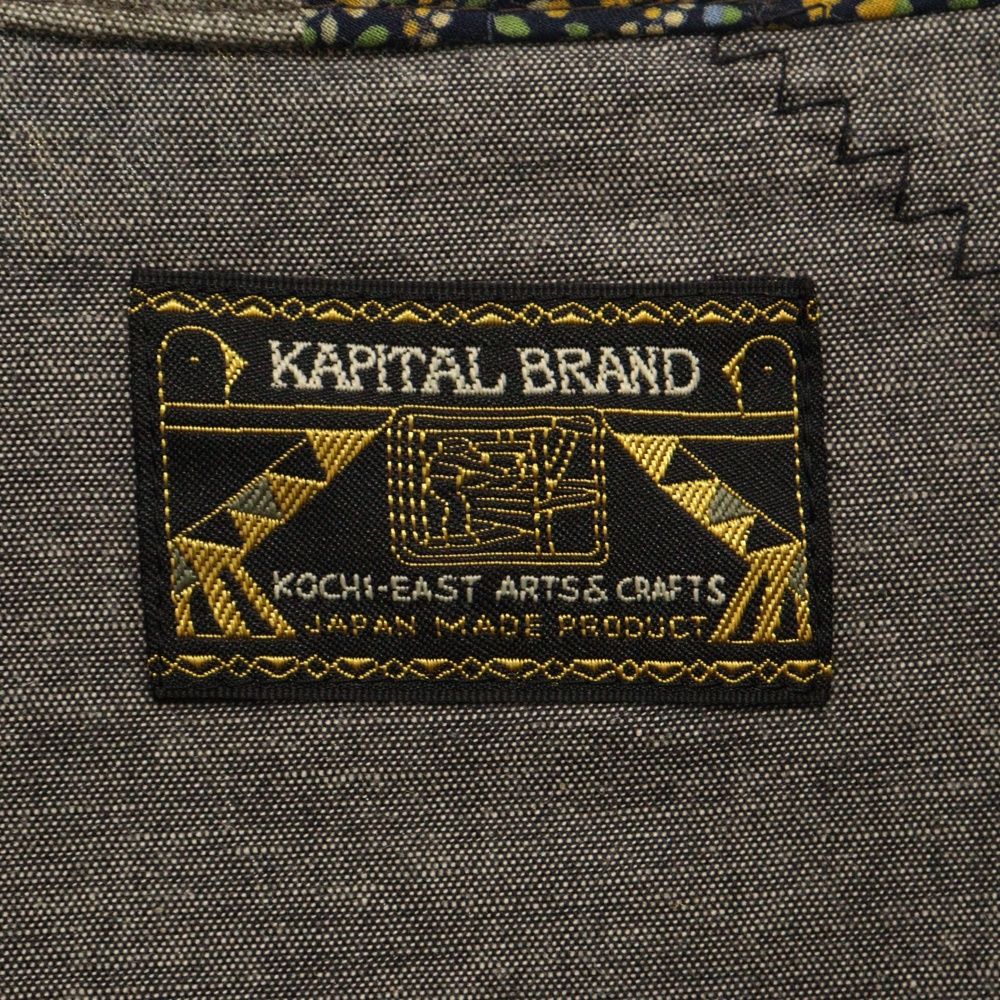 KAPITAL BRAND
KOCHI-EAST ARTS & CRAFTS
JAPAN MADE PRODUCT